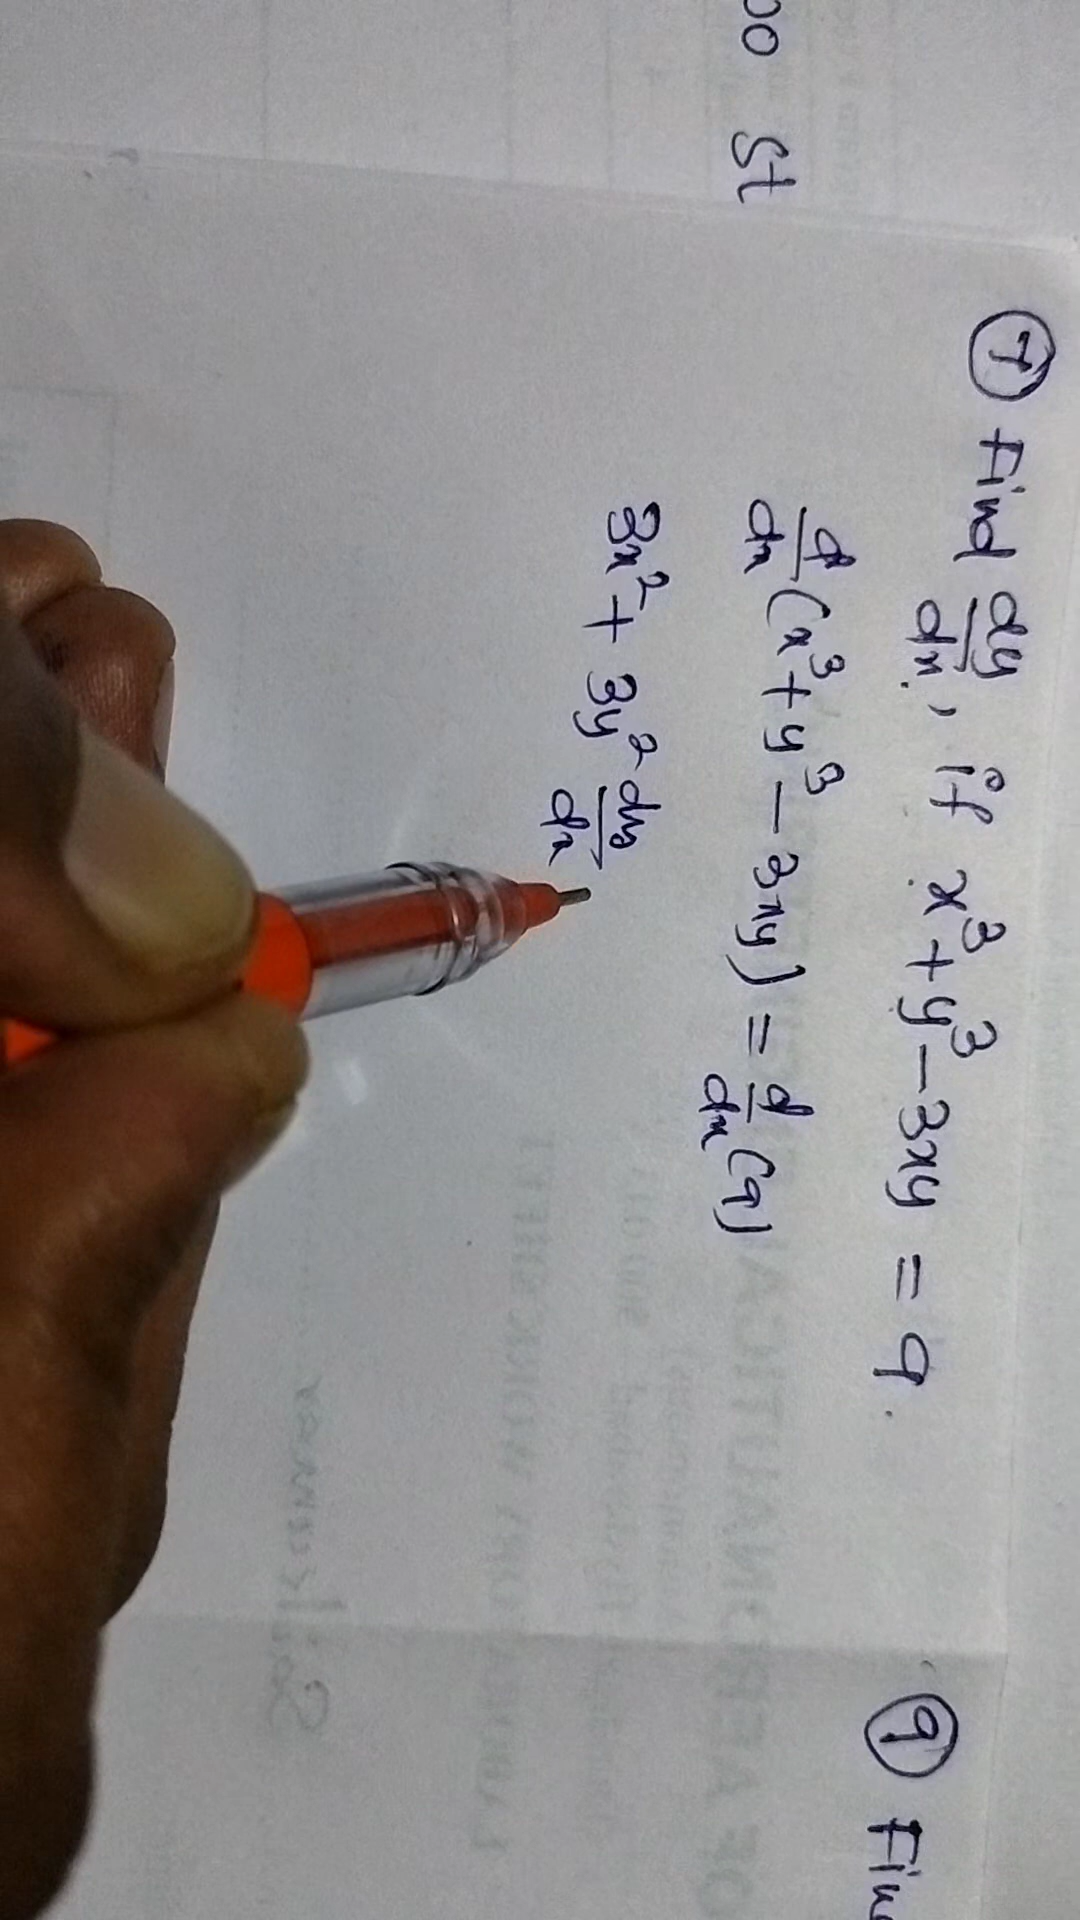 00 St
⑦ Find dy/dx, if x³+y³-3xy = 9.
d/dx (x³+y³-3xy) = d/dx (9)
3x²+ 3y² dy/dx
⑨ Fin